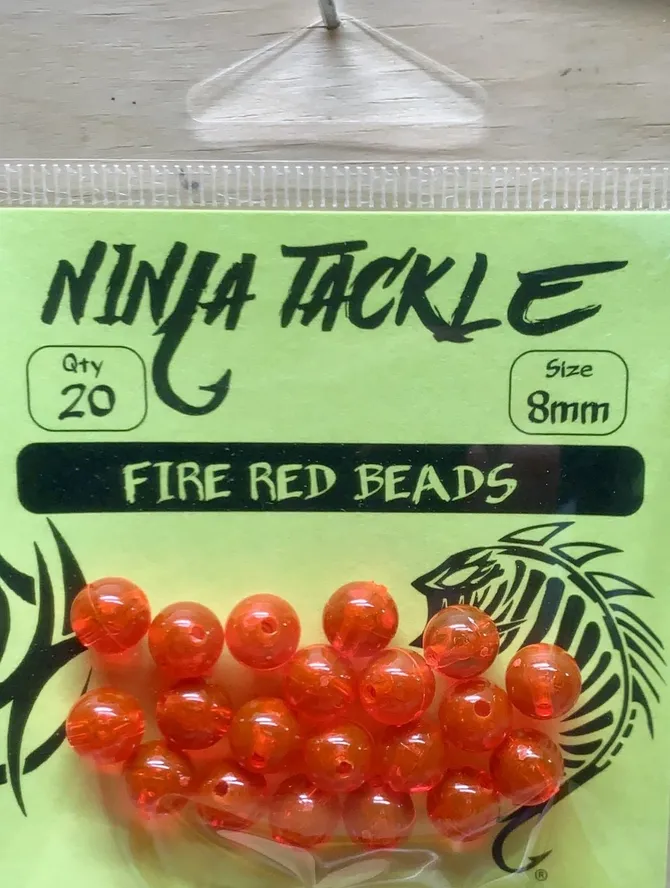 NINJA TACKLE
Qty
20
Size
8mm
FIRE RED BEADS
®